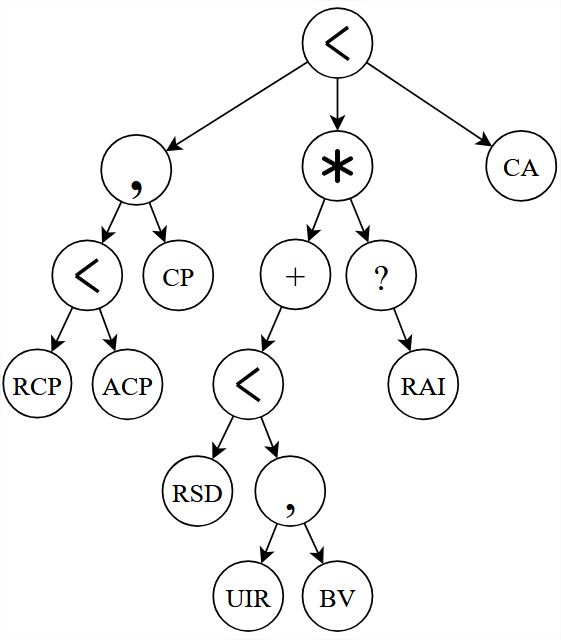 <
,
*
CA
<
CP
+
?
RCP
ACP
<
RAI
RSD
,
UIR
BV